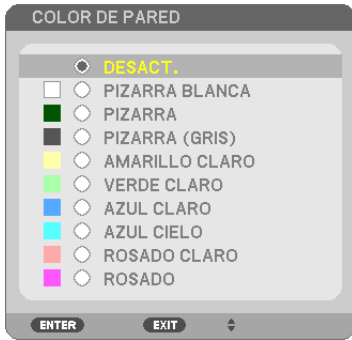 COLOR DE PARED
DESACT.
PIZARRA BLANCA
PIZARRA
PIZARRA (GRIS)
AMARILLO CLARO
VERDE CLARO
AZUL CLARO
AZUL CIELO
ROSADO CLARO
ROSADO
ENTER EXIT